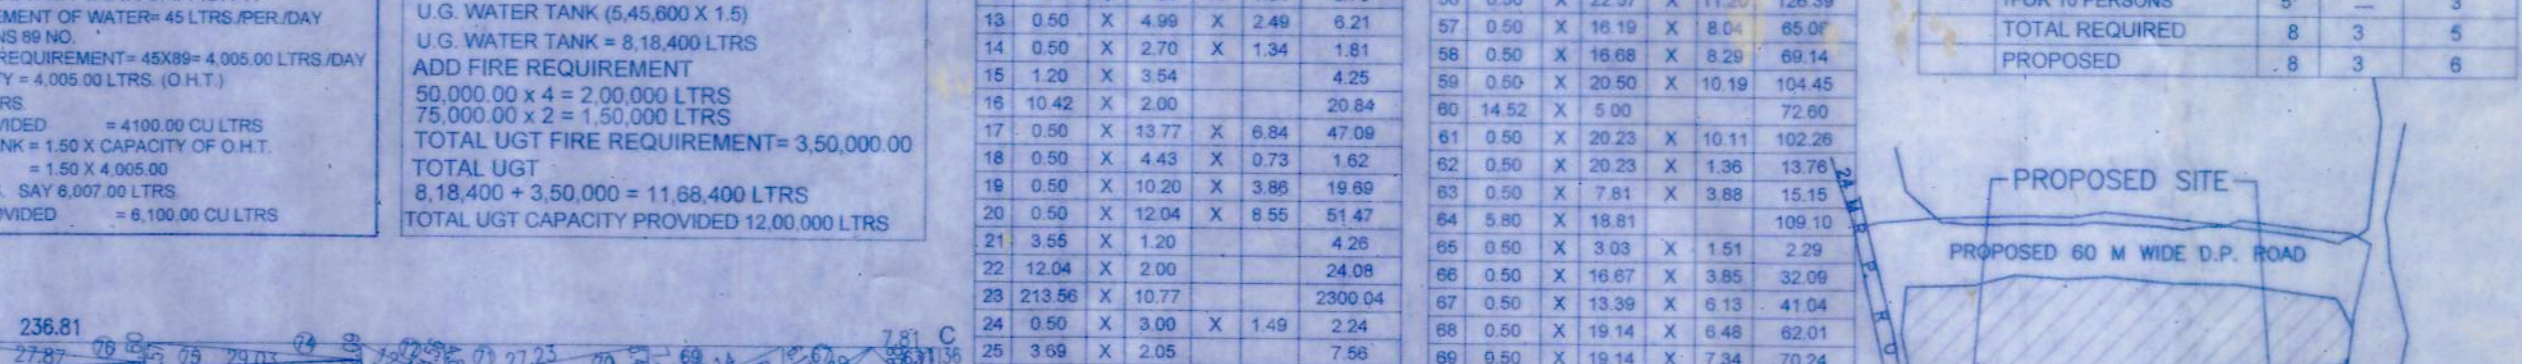 MENT OF WATER= 45 LTRS./PER./DAY
NS 89 NO.
REQUIREMENT= 45X89= 4,005.00 LTRS./DAY
Y = 4,005.00 LTRS. (O.H.T.)
RS.
VIDED = 4100.00 CU LTRS
NK = 1.50 X CAPACITY OF O.H.T.
= 1.50 X 4,005.00
. SAY 6,007.00 LTRS.
OVIDED = 6,100.00 CU LTRS
U.G. WATER TANK (5,45,600 X 1.5)
U.G. WATER TANK = 8,18,400 LTRS
ADD FIRE REQUIREMENT
50,000.00 x 4 = 2,00,000 LTRS
75,000.00 x 2 = 1,50,000 LTRS
TOTAL UGT FIRE REQUIREMENT= 3,50,000.00
TOTAL UGT
8,18,400 + 3,50,000 = 11,68,400 LTRS
TOTAL UGT CAPACITY PROVIDED 12,00,000 LTRS
13 0.50 X 4.99 X 2.49 6.21
14 0.50 X 2.70 X 1.34 1.81
15 1.20 X 3.54 4.25
16 10.42 X 2.00 20.84
17 0.50 X 13.77 X 6.84 47.09
18 0.50 X 4.43 X 0.73 1.62
19 0.50 X 10.20 X 3.86 19.69
20 0.50 X 12.04 X 8.55 51.47
21 3.55 X 1.20 4.26
22 12.04 X 2.00 24.08
23 213.56 X 10.77 2300.04
24 0.50 X 3.00 X 1.49 2.24
25 3.69 X 2.05 7.56
57 0.50 X 16.19 X 8.04 65.08
58 0.50 X 16.68 X 8.29 69.14
59 0.50 X 20.50 X 10.19 104.45
60 14.52 X 5.00 72.60
61 0.50 X 20.23 X 10.11 102.26
62 0.50 X 20.23 X 1.36 13.76
63 0.50 X 7.81 X 3.88 15.15
64 5.80 X 18.81 109.10
65 0.50 X 3.03 X 1.51 2.29
66 0.50 X 16.67 X 3.85 32.09
67 0.50 X 13.39 X 6.13 41.04
68 0.50 X 19.14 X 6.48 62.01
69 0.50 X 19.14 X 7.34 70.24
TOTAL REQUIRED 8 3 5
PROPOSED 8 3 6
PROPOSED SITE
PROPOSED 60 M WIDE D.P. ROAD
236.81
7.81 C
27.87 76 75 29.03 74 71 27.23 69